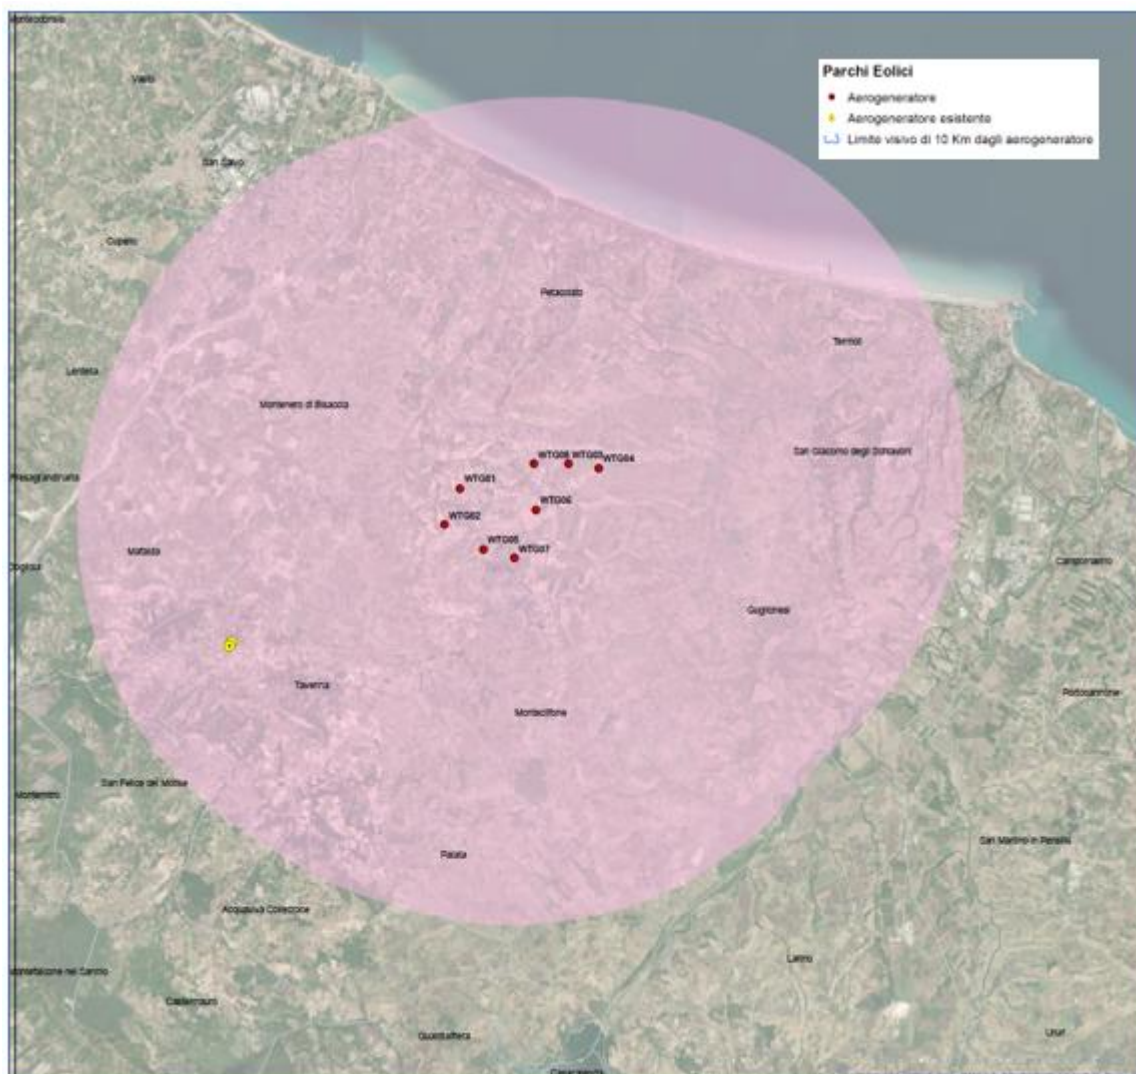 Monteodorisio
Vasto
Parchi Eolici
Aerogeneratore
Aerogeneratore esistente
Limite visivo di 10 Km dagli aerogeneratore
San Salvo
Cupello
Petacciato
Termoli
Lentella
Montenero di Bisaccia
San Giacomo degli Schiavoni
WTG08 WTG03
WTG04
Fresagrandinaria
WTG01
WTG06
WTG02
Mafalda
WTG05
WTG07
Campomarino
Guglionesi
Tavenna
Portocannone
Montecilfone
San Felice del Molise
Montemitro
San Martino in Pensilis
Palata
Acquaviva Collecroce
Larino
Montefalcone nel Sannio
Castelmauro
Guardialfiera
Ururi
Casacalenda